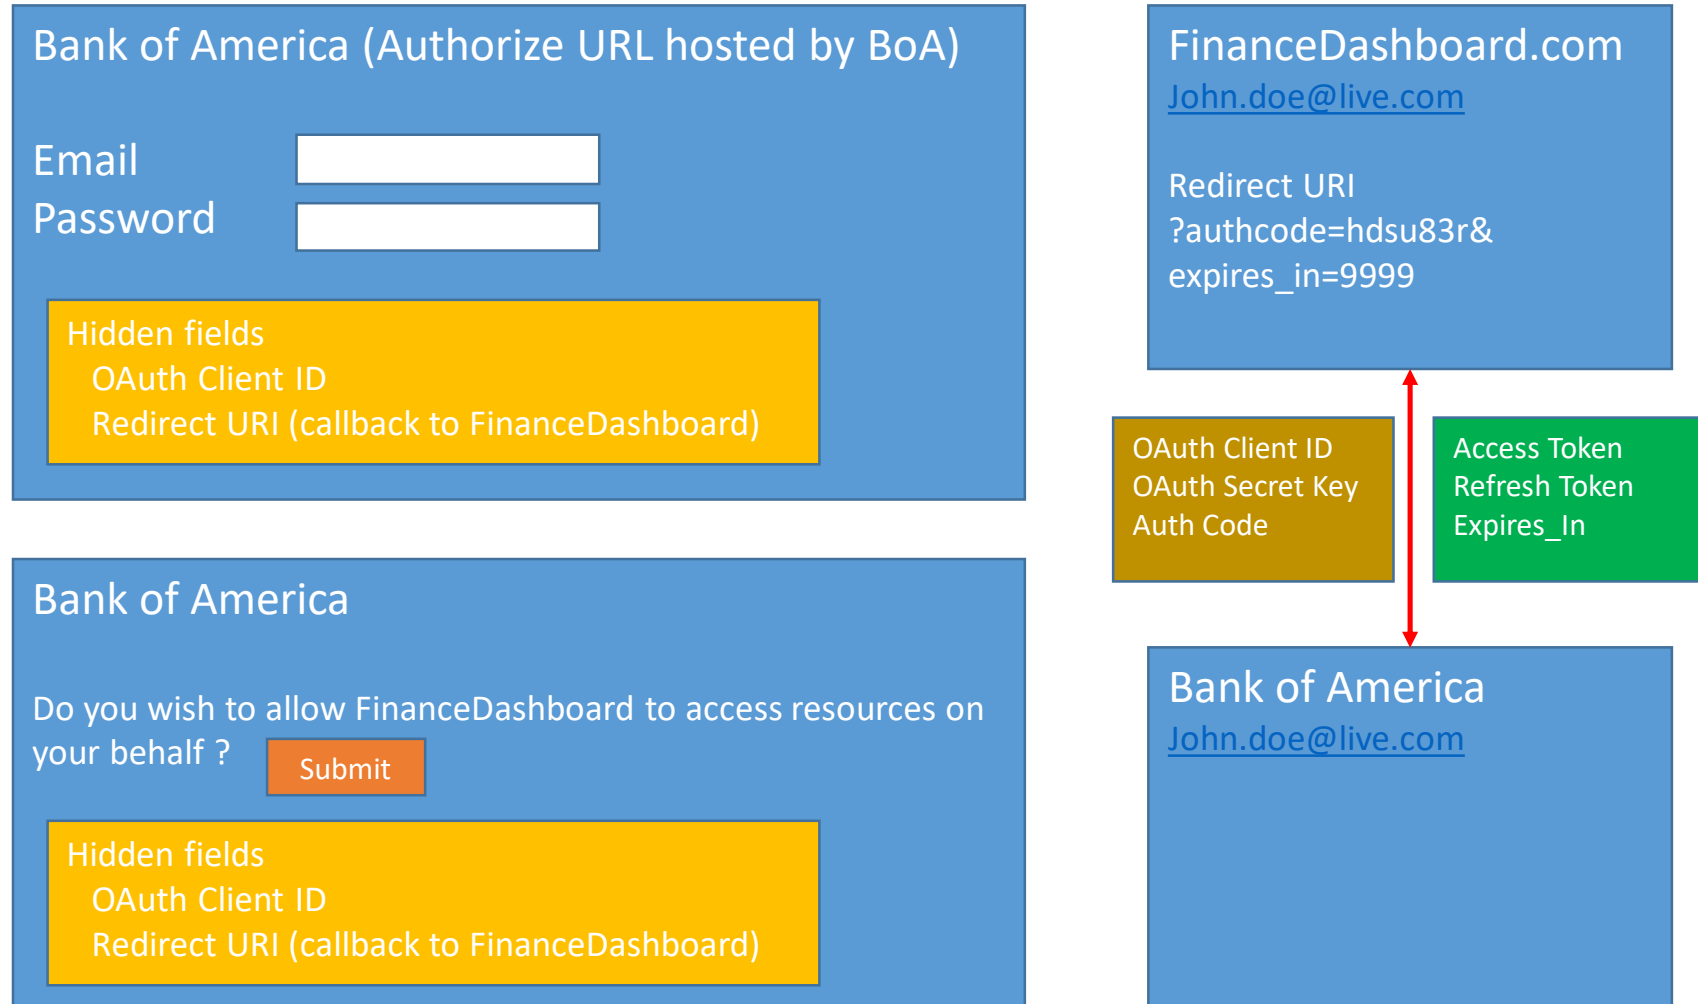 Bank of America (Authorize URL hosted by BoA)
Email
Password
Hidden fields
OAuth Client ID
Redirect URI (callback to FinanceDashboard)
Bank of America
Do you wish to allow FinanceDashboard to access resources on
your behalf ?
Submit
Hidden fields
OAuth Client ID
Redirect URI (callback to FinanceDashboard)
FinanceDashboard.com
John.doe@live.com
Redirect URI
?authcode=hdsu83r&
expires_in=9999
OAuth Client ID
OAuth Secret Key
Auth Code
Access Token
Refresh Token
Expires_In
Bank of America
John.doe@live.com